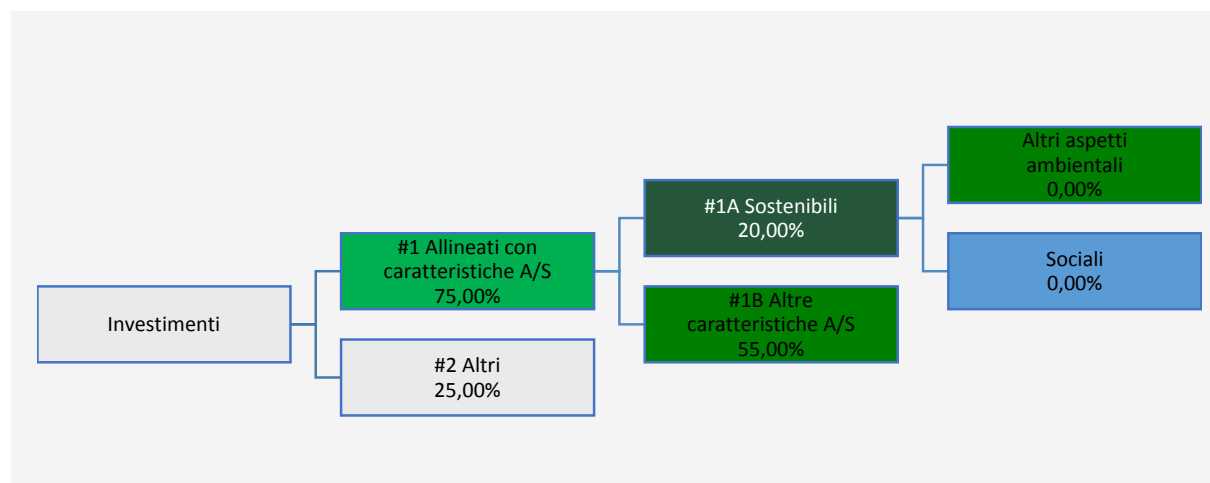 Investimenti
#1 Allineati con
caratteristiche A/S
75,00%
#2 Altri
25,00%
#1A Sostenibili
20,00%
#1B Altre
caratteristiche A/S
55,00%
Altri aspetti
ambientali
0,00%
Sociali
0,00%